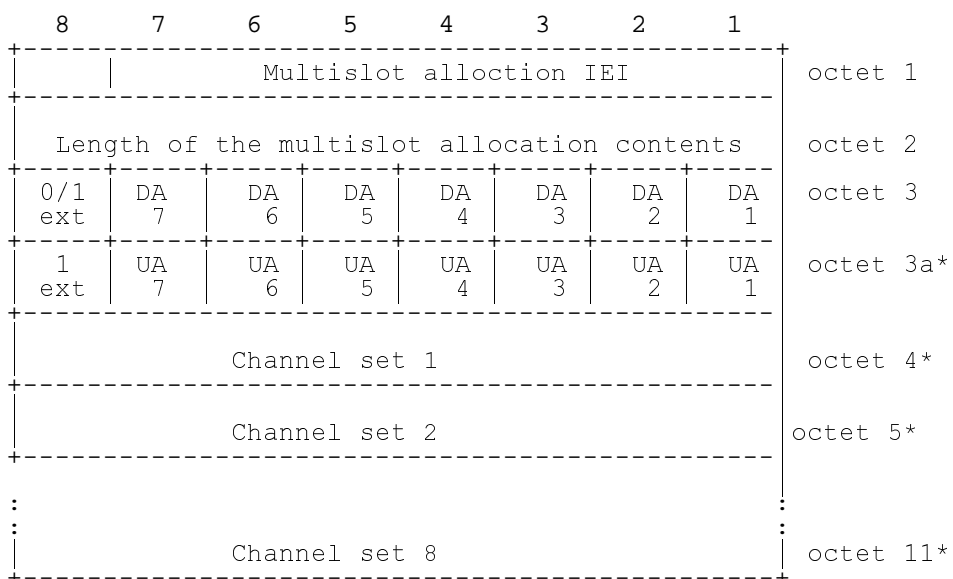 8 7 6 5 4 3 2 1
Multislot alloction IEI octet 1
Length of the multislot allocation contents octet 2
0/1 DA DA DA DA DA DA DA octet 3
ext 7 6 5 4 3 2 1
1 UA UA UA UA UA UA UA octet 3a*
ext 7 6 5 4 3 2 1
Channel set 1 octet 4*
Channel set 2 octet 5*
:
:
Channel set 8 octet 11*